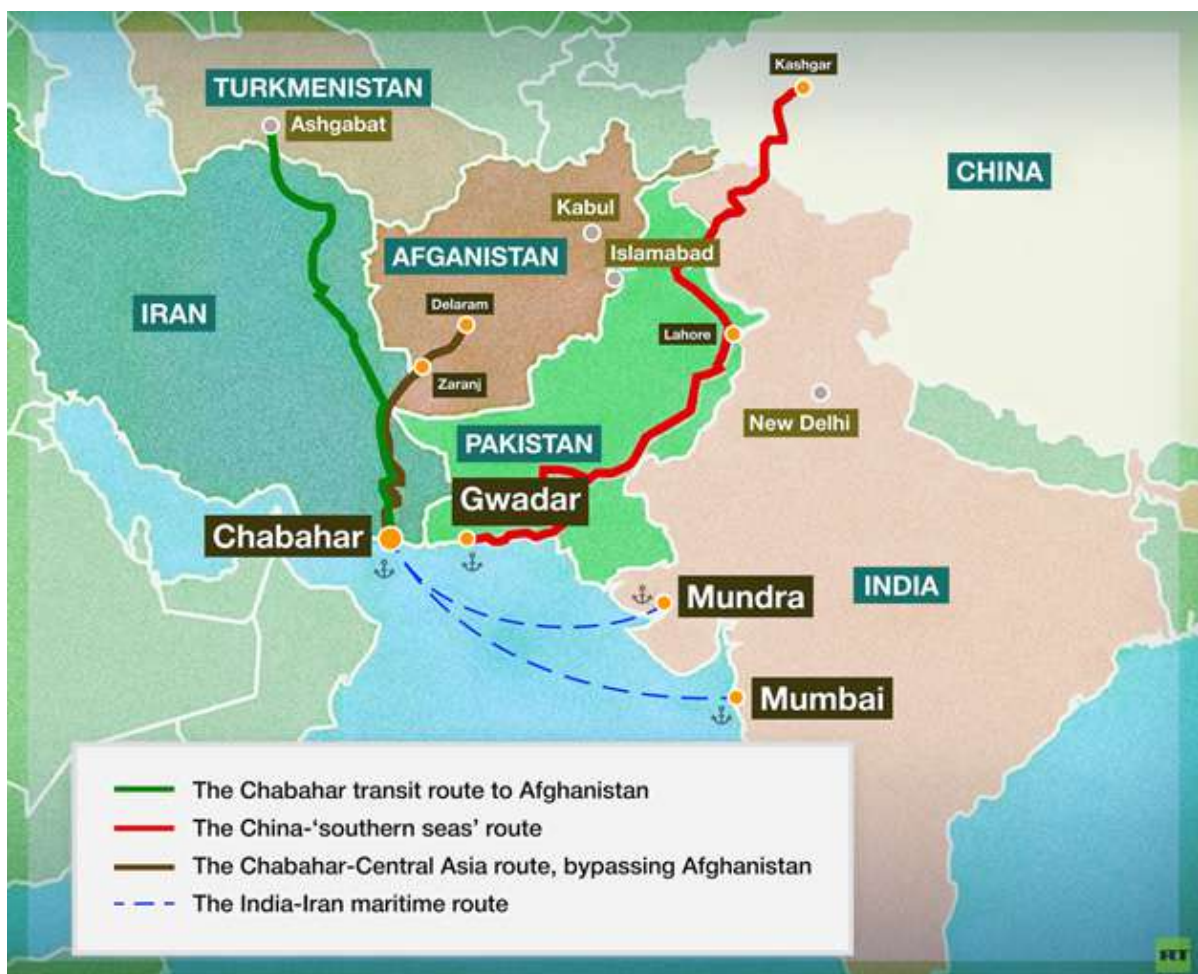 Kashgar
TURKMENISTAN
Ashgabat
CHINA
Kabul
Islamabad
AFGANISTAN
IRAN
Delaram
Lahore
Zaranj
New Delhi
PAKISTAN
Gwadar
Chabahar
INDIA
Mundra
Mumbai
The Chabahar transit route to Afghanistan
The China-‘southern seas’ route
The Chabahar-Central Asia route, bypassing Afghanistan
The India-Iran maritime route
RT